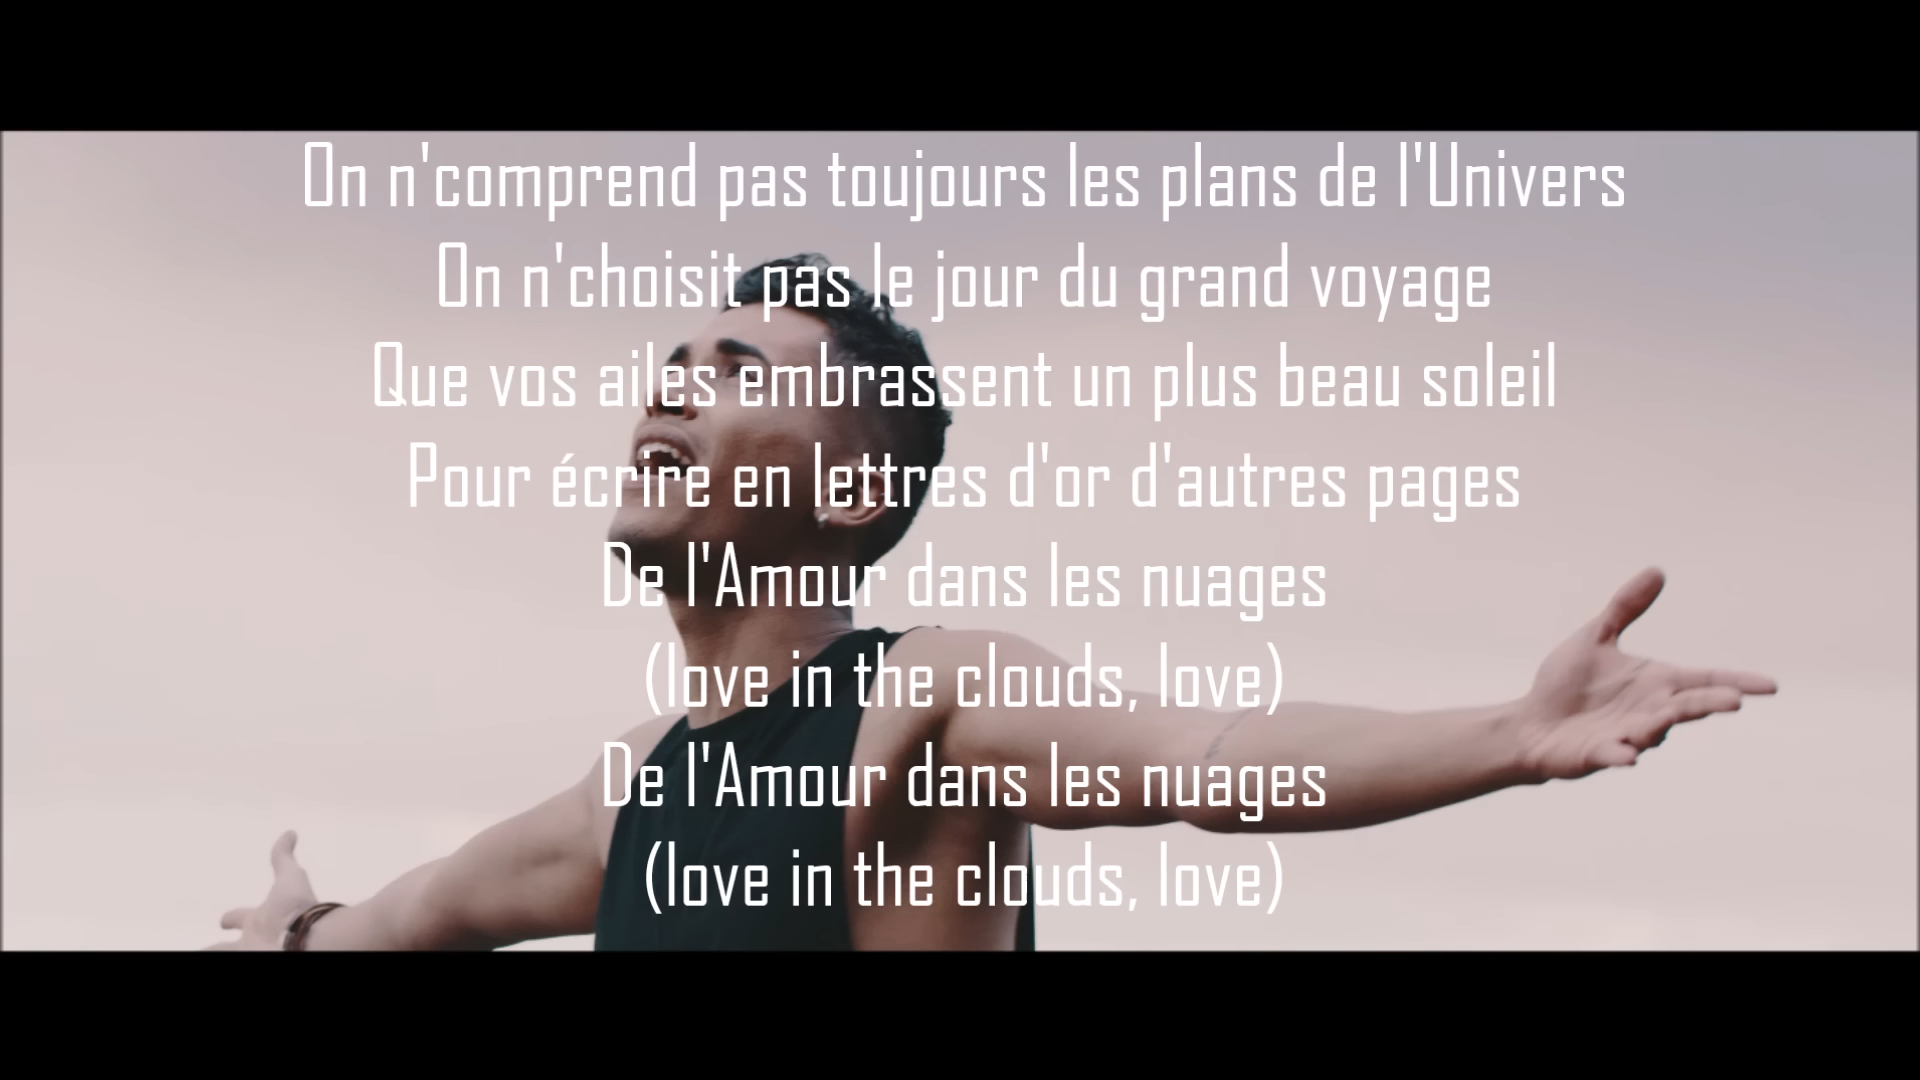 On n'comprend pas toujours les plans de l'Univers
On n'choisit pas le jour du grand voyage
Que vos ailes embrassent un plus beau soleil
Pour écrire en lettres d'or d'autres pages
De l'Amour dans les nuages
(love in the clouds, love)
De l'Amour dans les nuages
(love in the clouds, love)